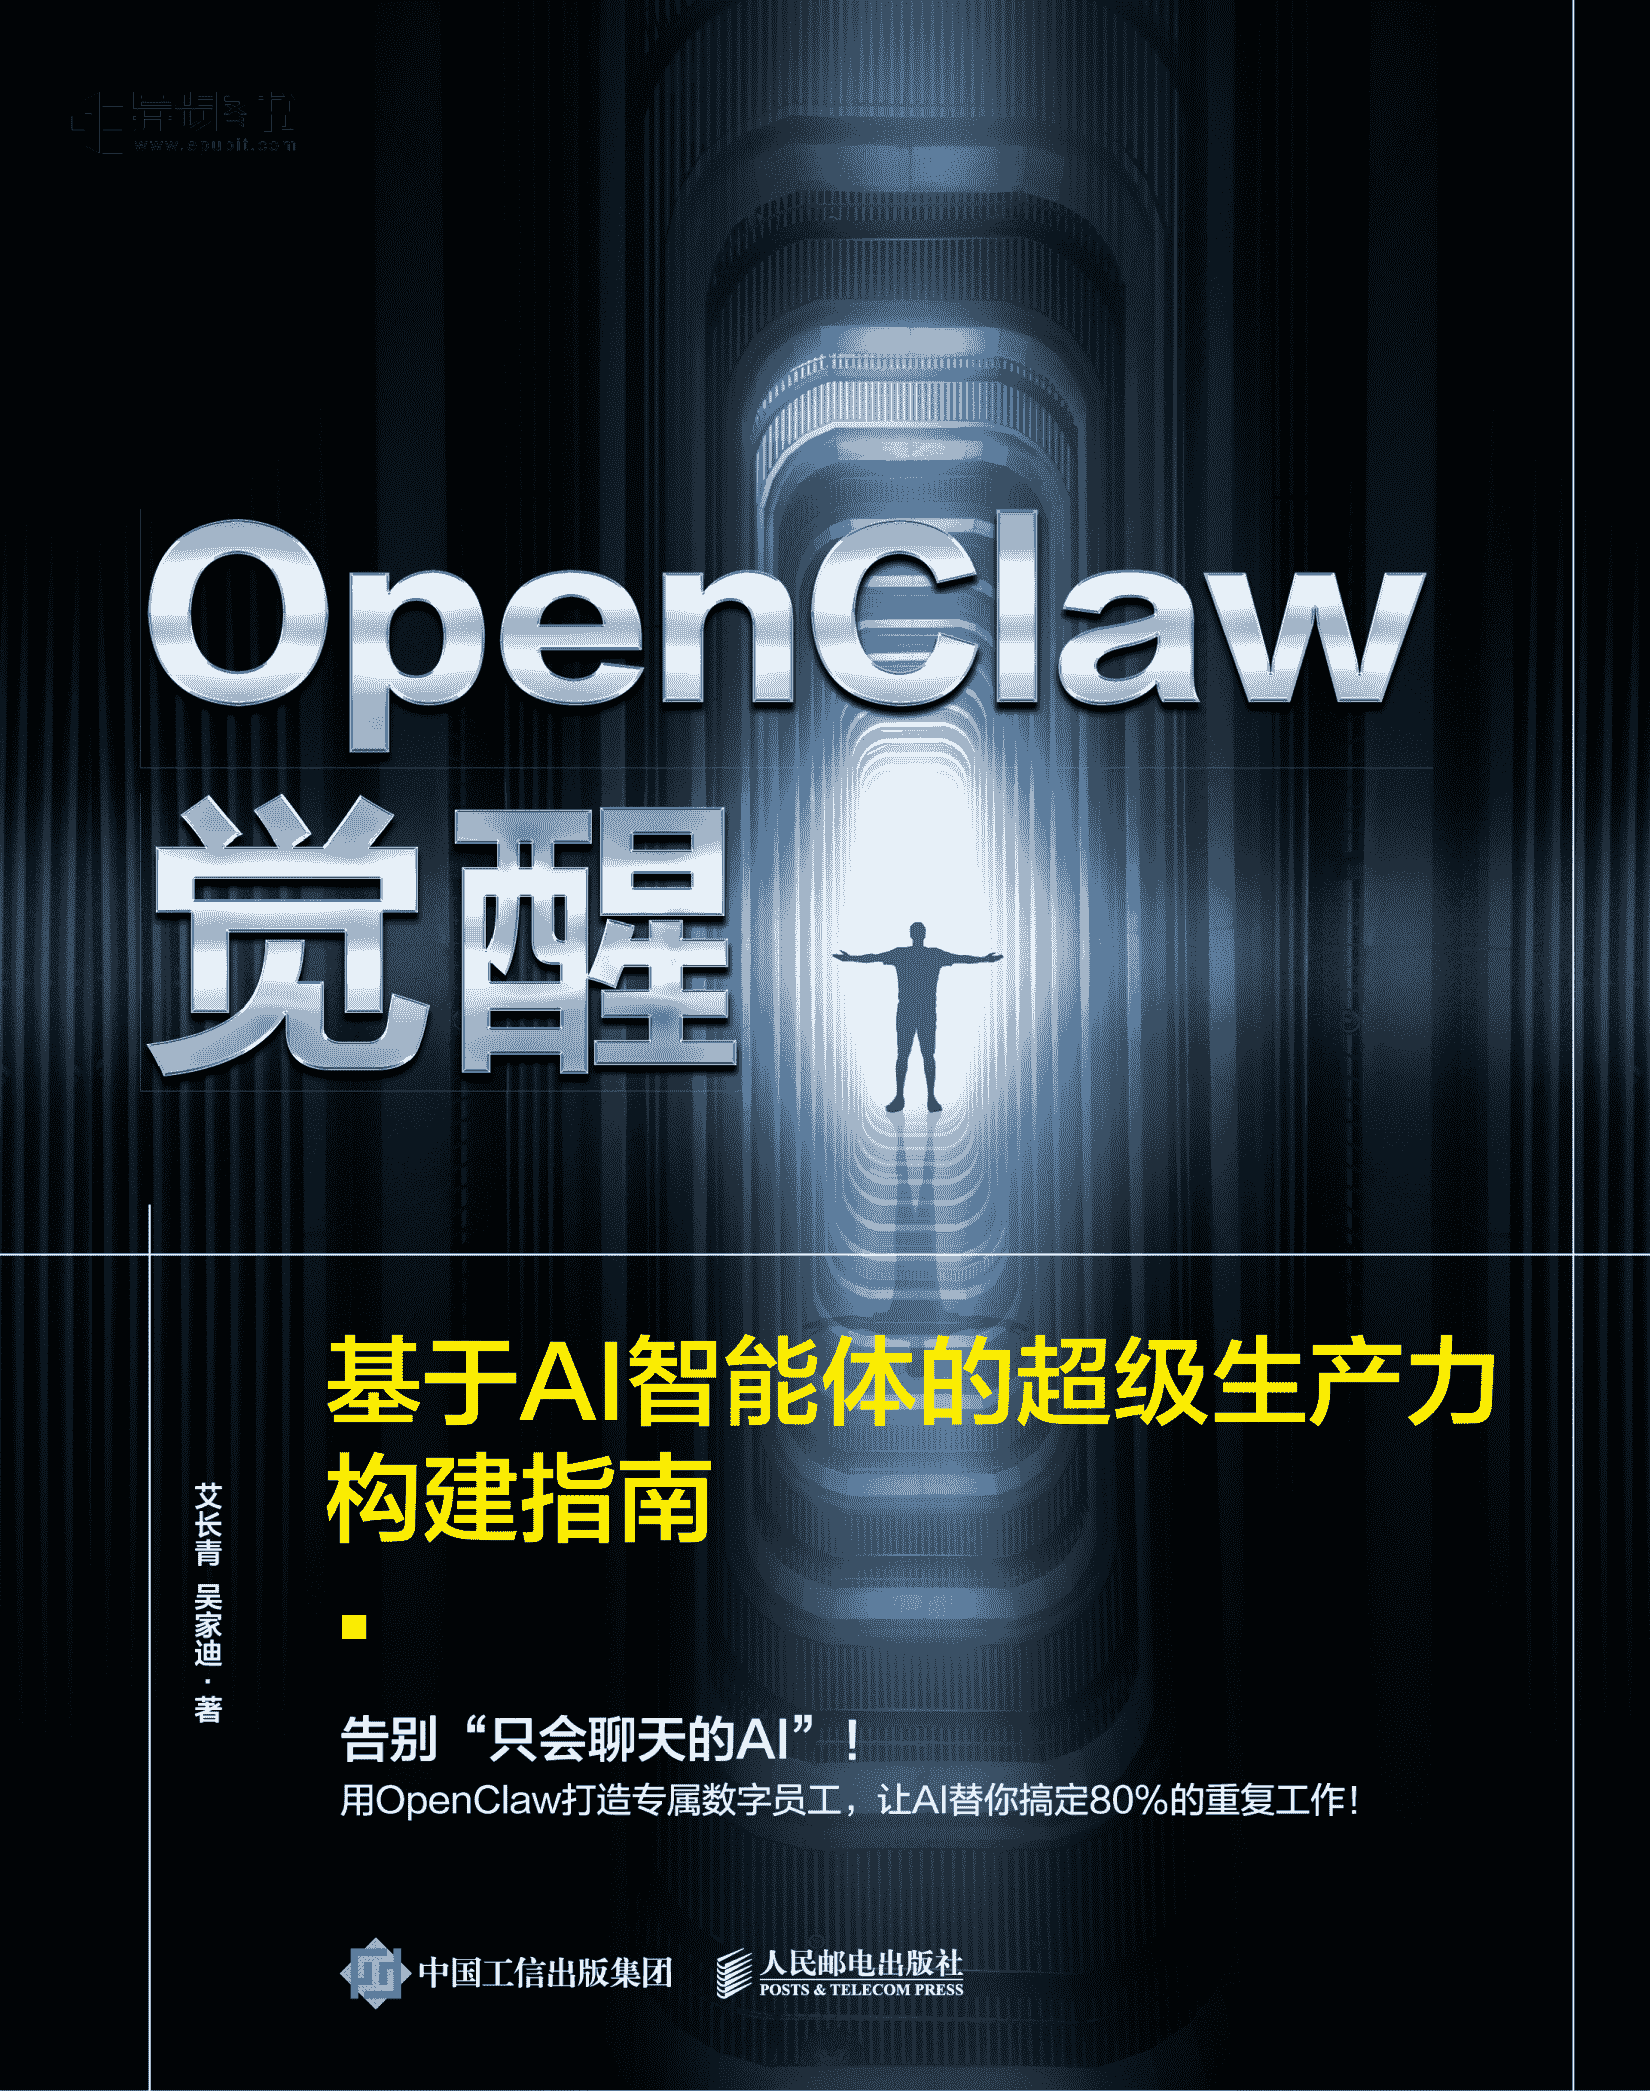 www.epubit.com
OpenClaw
觉醒
基于AI智能体的超级生产力
构建指南
艾长青 吴家迪·著
告别“只会聊天的AI”！
用OpenClaw打造专属数字员工，让AI替你搞定80%的重复工作！
中国工信出版集团
人民邮电出版社
POSTS & TELECOM PRESS